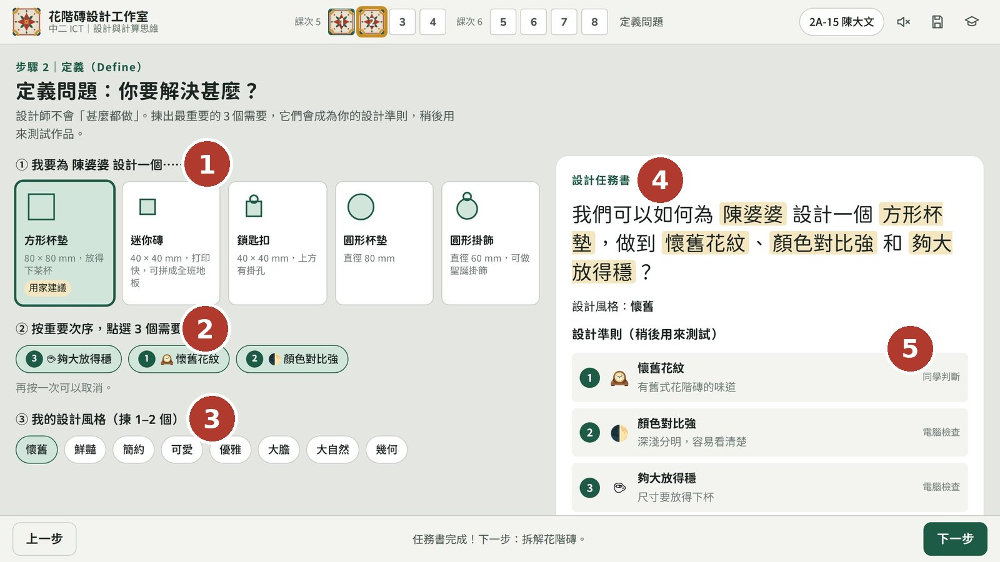 花階磚設計工作室
中二 ICT｜設計與計算思維
課次 5
1
2
3
4
課次 6
5
6
7
8
定義問題
2A-15 陳大文
步驟 2｜定義（Define）
定義問題：你要解決甚麼？
設計師不會「甚麼都做」。揀出最重要的 3 個需要，它們會成為你的設計準則，稍後用
來測試作品。
① 我要為 陳婆婆 設計一個⋯⋯
1
方形杯墊
80 × 80 mm，放得
下茶杯
用家建議
迷你磚
40 × 40 mm，打印
快，可拼成全班地
板
鎖匙扣
40 × 40 mm，上方
有掛孔
圓形杯墊
直徑 80 mm
圓形掛飾
直徑 60 mm，可做
聖誕掛飾
② 按重要次序，點選 3 個需要
2
3 夠大放得穩
1 懷舊花紋
2 顏色對比強
再按一次可以取消。
③ 我的設計風格（揀 1–2 個）
3
懷舊
鮮豔
簡約
可愛
優雅
大膽
大自然
幾何
設計任務書
4
我們可以如何為 陳婆婆 設計一個 方形杯
墊，做到 懷舊花紋、顏色對比強 和 夠大
放得穩？
設計風格：懷舊
設計準則（稍後用來測試）
5
1 懷舊花紋
有舊式花階磚的味道
同學判斷
2 顏色對比強
深淺分明，容易看清楚
電腦檢查
3 夠大放得穩
尺寸要放得下杯
電腦檢查
上一步
任務書完成！下一步：拆解花階磚。
下一步